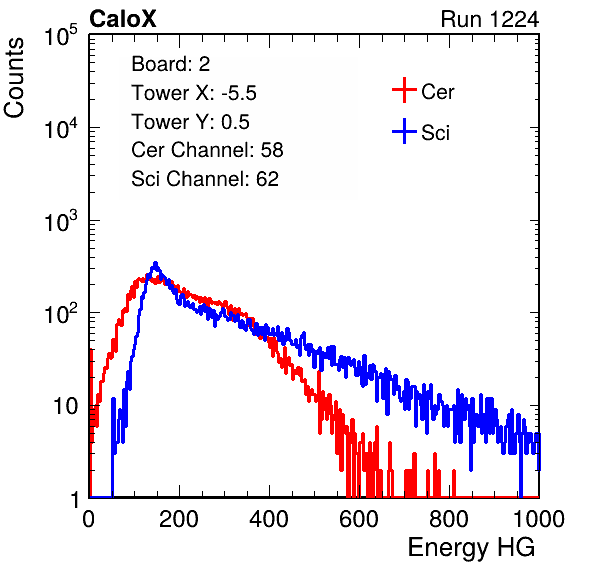 CaloX Run 1224
Counts
Board: 2
Tower X: -5.5
Tower Y: 0.5
Cer Channel: 58
Sci Channel: 62
Cer
Sci
10^5
10^4
10^3
10^2
10
1
0 200 400 600 800 1000
Energy HG